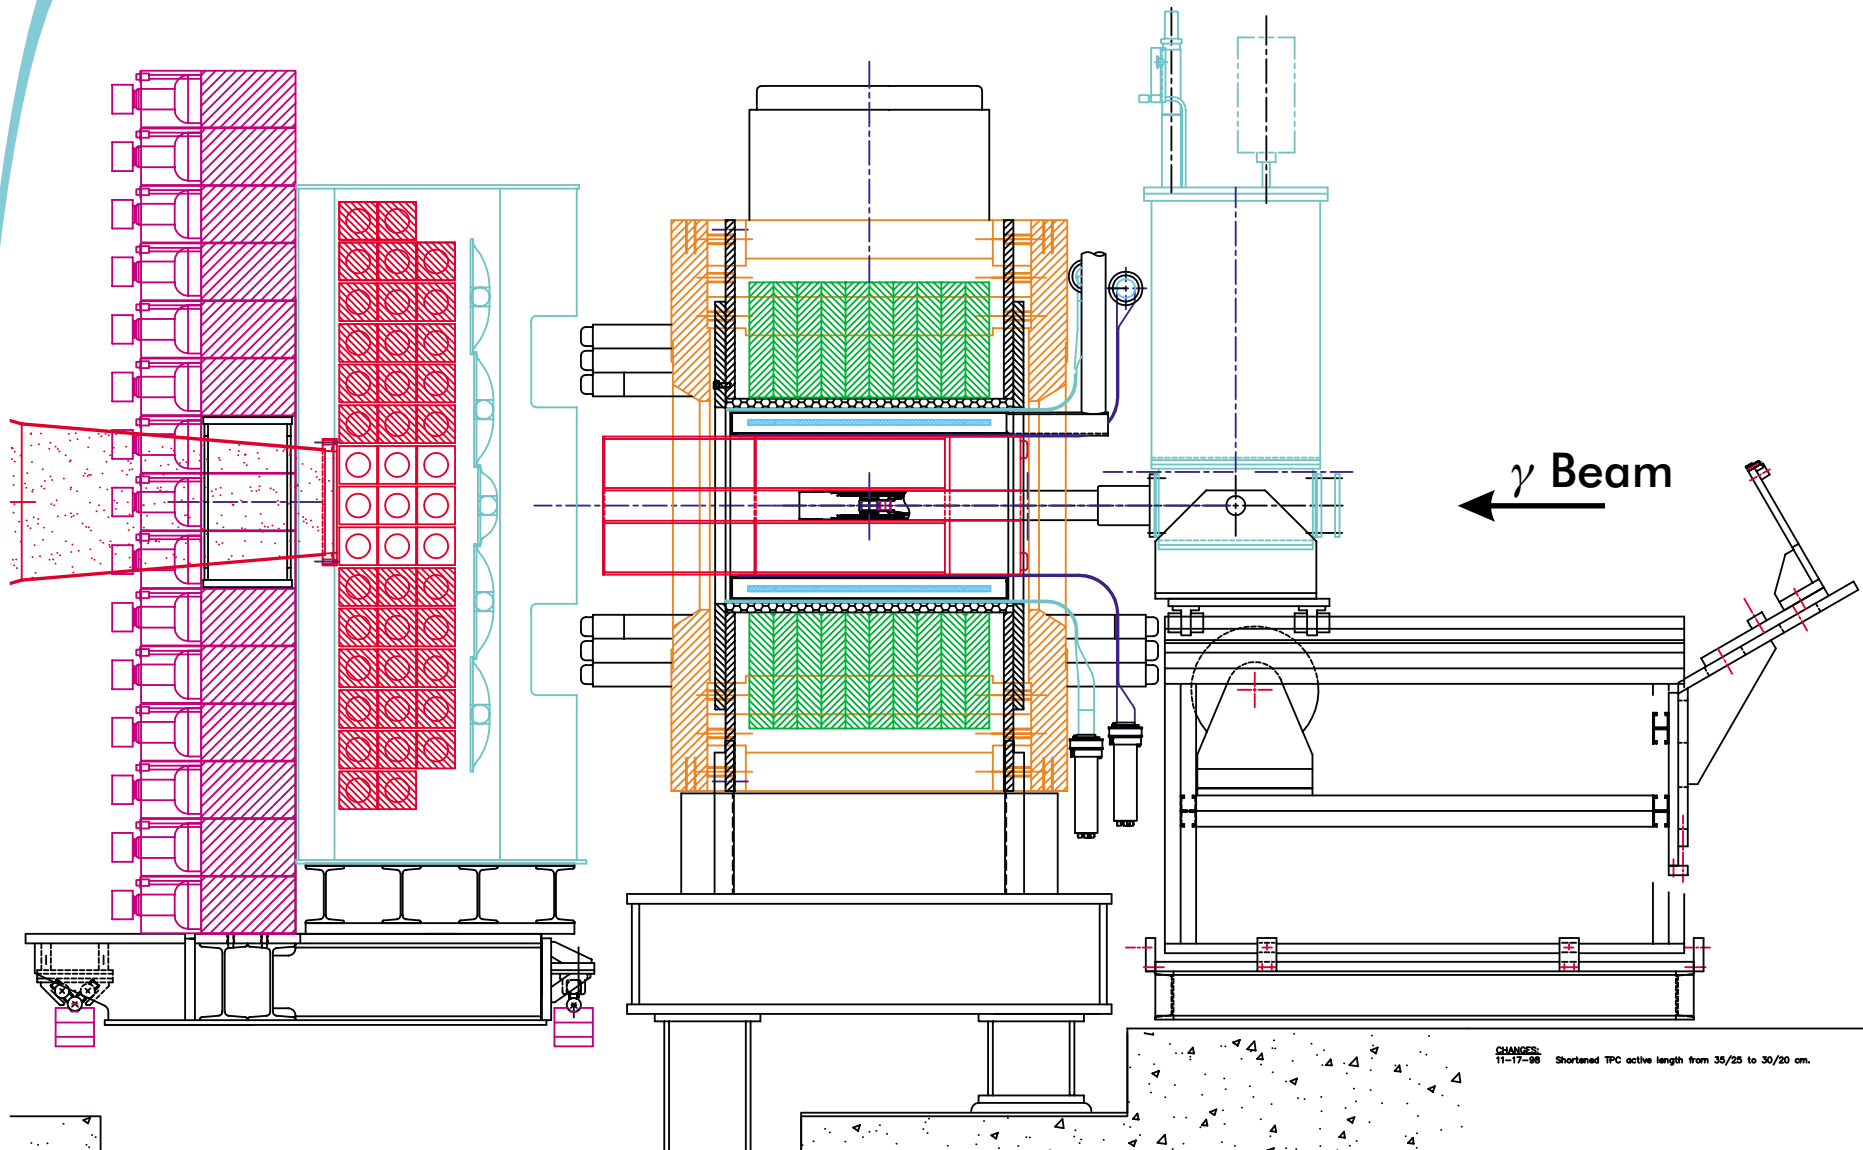 γ Beam
CHANGES:
11-17-98 Shortened TPC active length from 35/25 to 30/20 cm.